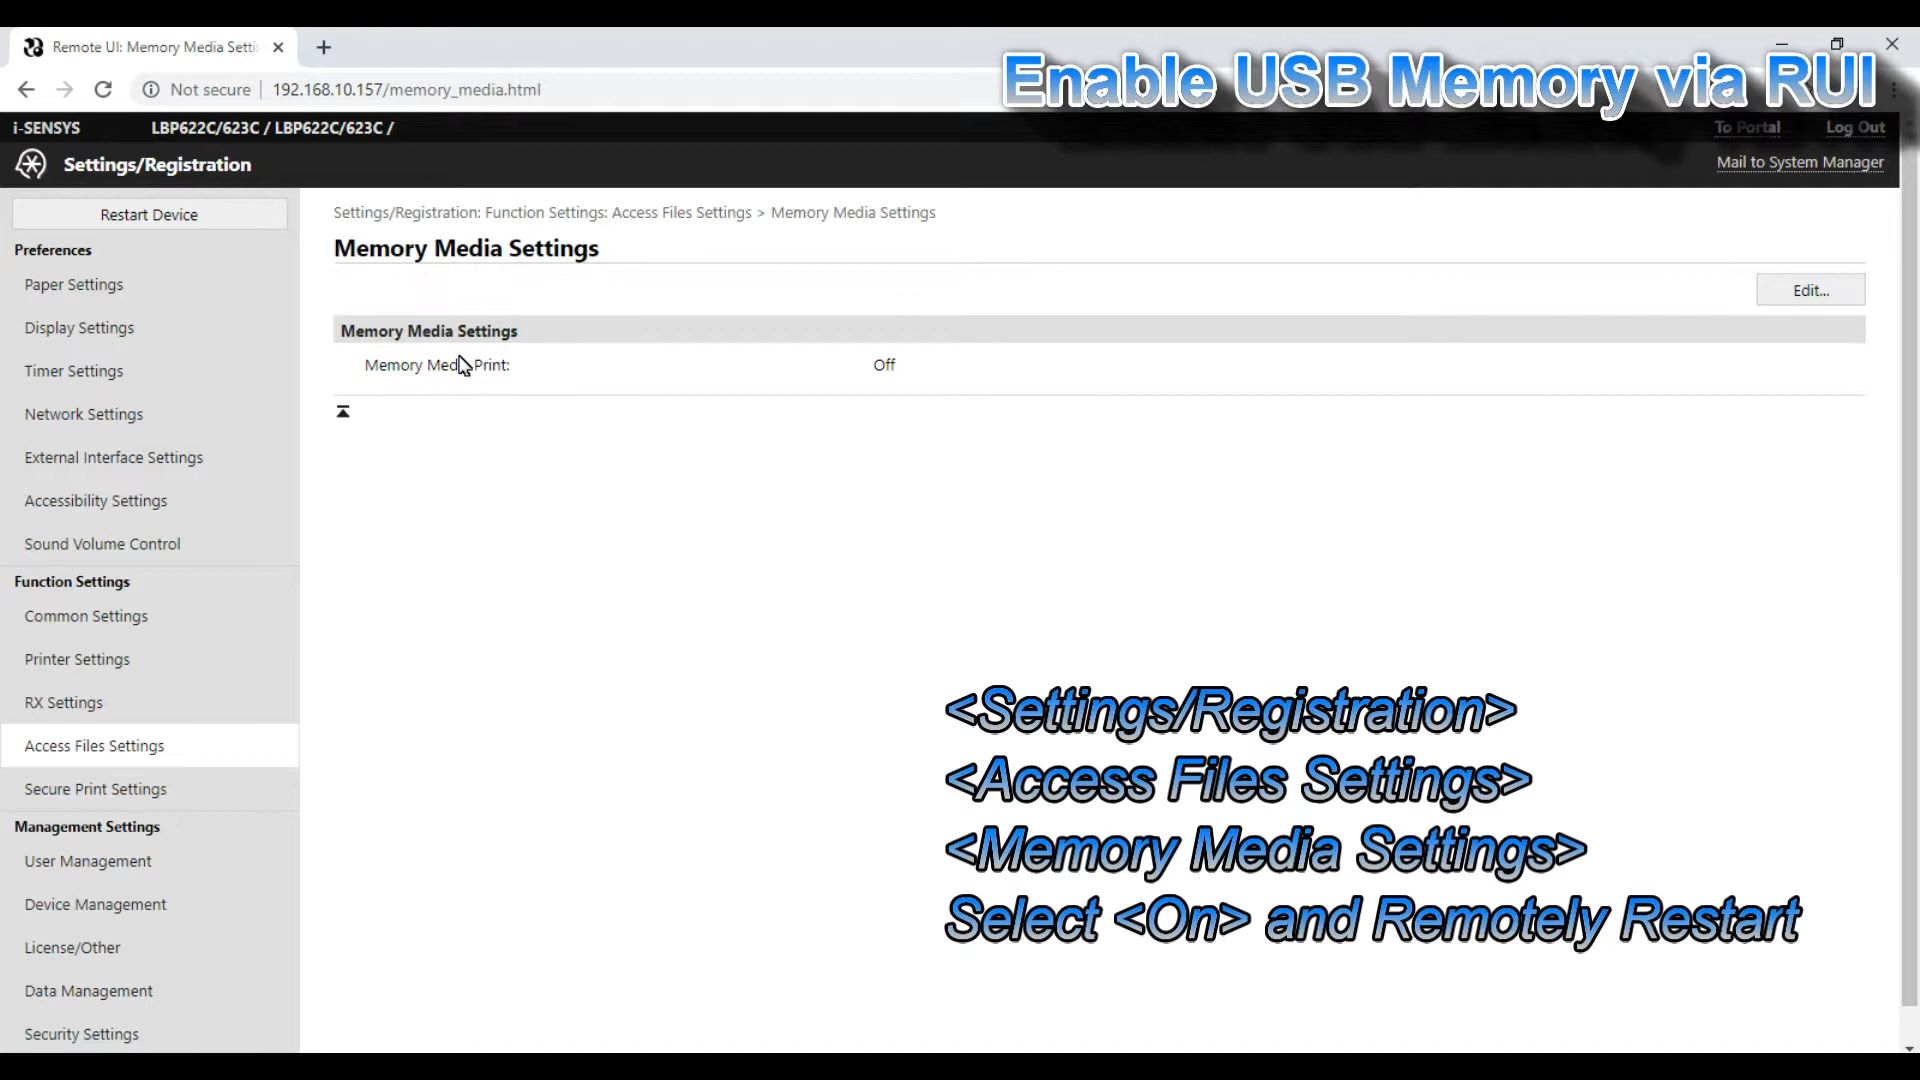 Remote UI: Memory Media Setti
Enable USB Memory via RUI
Not secure
192.168.10.157/memory_media.html
i-SENSYS
LBP622C/623C / LBP622C/623C /
To Portal
Log Out
Settings/Registration
Mail to System Manager
Restart Device
Settings/Registration: Function Settings: Access Files Settings > Memory Media Settings
Memory Media Settings
Edit...
Memory Media Settings
Memory Media Print:
Off
Preferences
Paper Settings
Display Settings
Timer Settings
Network Settings
External Interface Settings
Accessibility Settings
Sound Volume Control
Function Settings
Common Settings
Printer Settings
RX Settings
Access Files Settings
Secure Print Settings
Management Settings
User Management
Device Management
License/Other
Data Management
Security Settings
<Settings/Registration>
<Access Files Settings>
<Memory Media Settings>
Select <On> and Remotely Restart